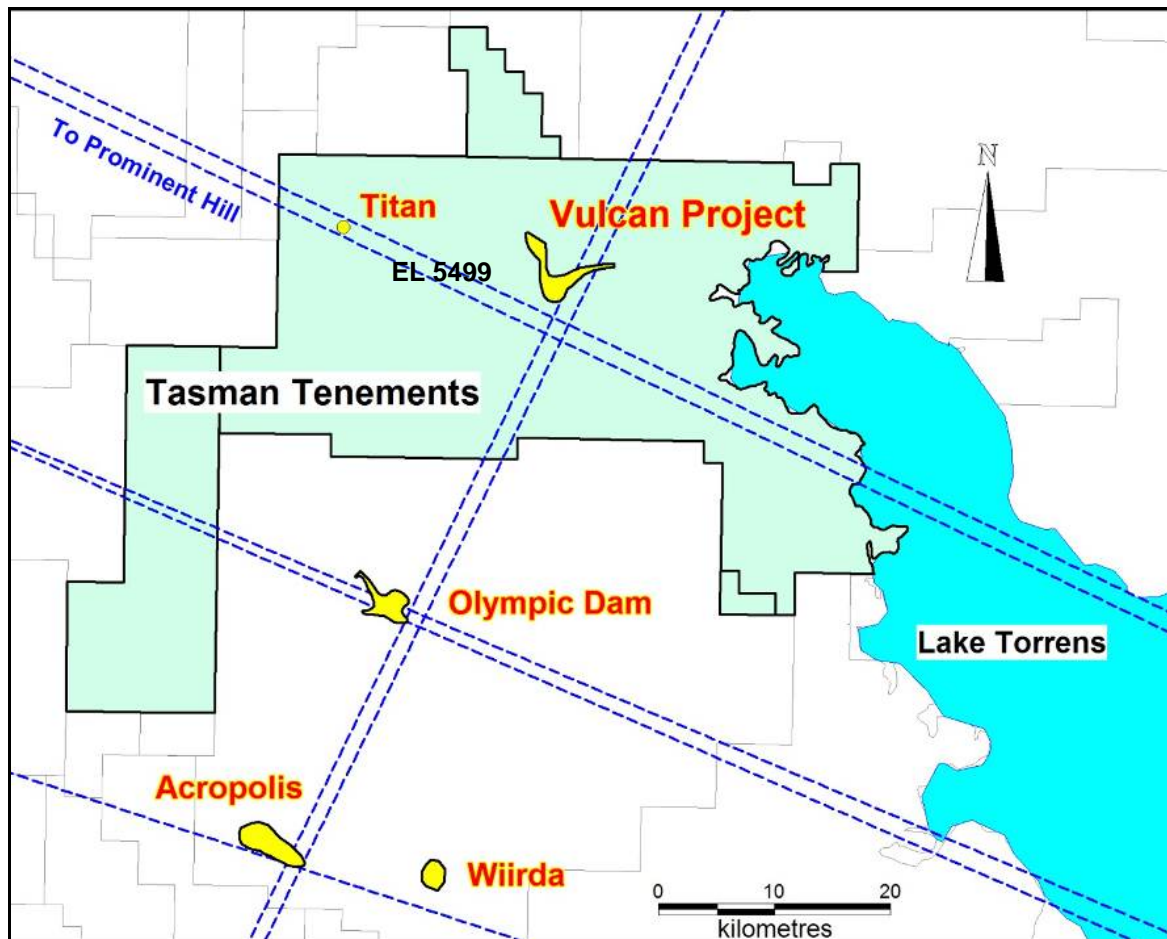 N
To Prominent Hill
Titan
Vulcan Project
EL 5499
Tasman Tenements
Olympic Dam
Lake Torrens
Acropolis
Wiirda
0 10 20
kilometres